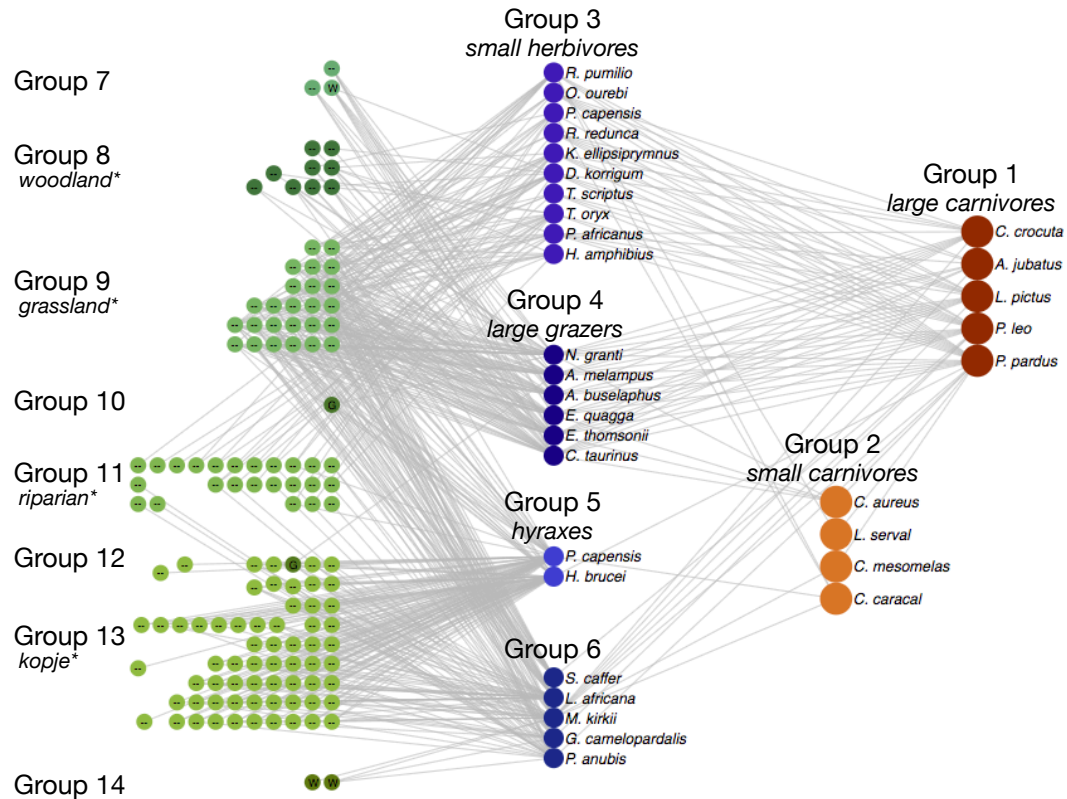 Group 7
--
-- W
Group 8
woodland*
-- --
-- --
--
-- -- -- --
Group 9
grassland*
-- --
-- -- --
-- -- --
-- -- -- -- --
-- -- -- -- -- --
-- -- -- -- -- --
Group 10
G
Group 11
riparian*
-- -- -- -- -- -- -- -- -- -- --
-- -- -- -- -- -- -- --
-- -- -- -- --
Group 12
-- -- -- G -- --
--
-- -- -- -- --
-- -- --
Group 13
kopje*
-- -- -- -- -- -- -- -- -- --
-- -- -- -- --
--
-- -- -- -- -- -- --
-- -- -- -- -- -- -- --
-- -- -- -- -- -- -- -- --
-- -- -- -- -- -- -- -- -- --
Group 14
W W
Group 3
small herbivores
R. pumilio
O. ourebi
P. capensis
R. redunca
K. ellipsiprymnus
D. korrigum
T. scriptus
T. oryx
P. africanus
H. amphibius
Group 4
large grazers
N. granti
A. melampus
A. buselaphus
E. quagga
E. thomsonii
C. taurinus
Group 5
hyraxes
P. capensis
H. brucei
Group 6
S. caffer
L. africana
M. kirkii
G. camelopardalis
P. anubis
Group 1
large carnivores
C. crocuta
A. jubatus
L. pictus
P. leo
P. pardus
Group 2
small carnivores
C. aureus
L. serval
C. mesomelas
C. caracal